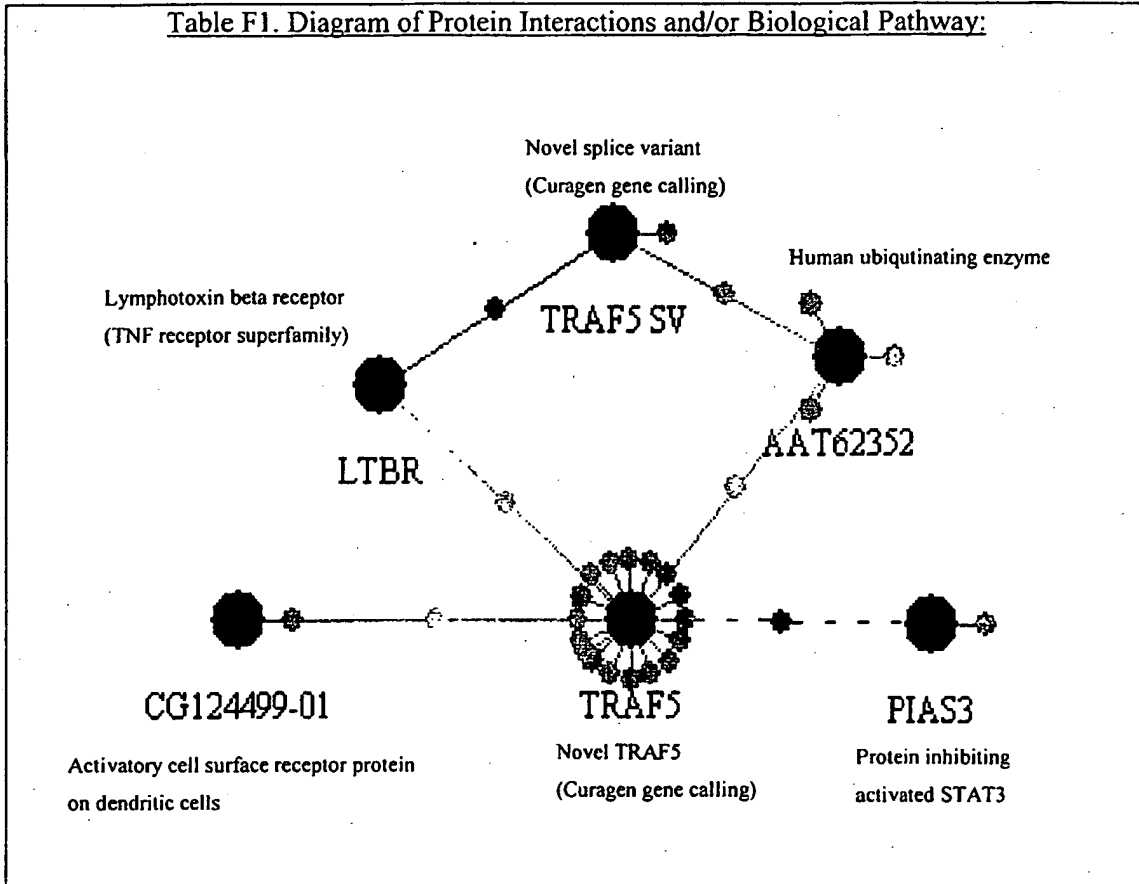 Table F1. Diagram of Protein Interactions and/or Biological Pathway:
Novel splice variant
(Curagen gene calling)
Human ubiqutinating enzyme
Lymphotoxin beta receptor
(TNF receptor superfamily)
TRAF5 SV
AAT62352
LTBR
CG124499-01
TRAF5
PIAS3
Activatory cell surface receptor protein
on dendritic cells
Novel TRAF5
(Curagen gene calling)
Protein inhibiting
activated STAT3